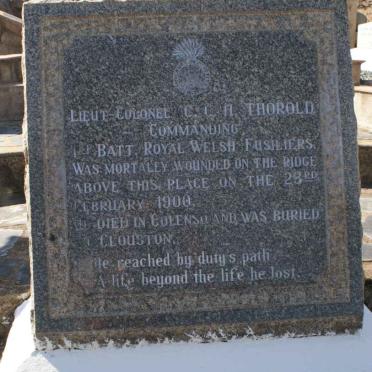 LIEUT-COLONEL C. C. H. THOROLD
COMMANDING
BATT. ROYAL WELSH FUSILIERS.
WAS MORTALLY WOUNDED ON THE RIDGE
ABOVE THIS PLACE ON THE 23RD
FEBRUARY 1900.
DIED IN COLENSO AND WAS BURIED
CLOUSTON.
He reached by duty's path
A life beyond the life he lost.